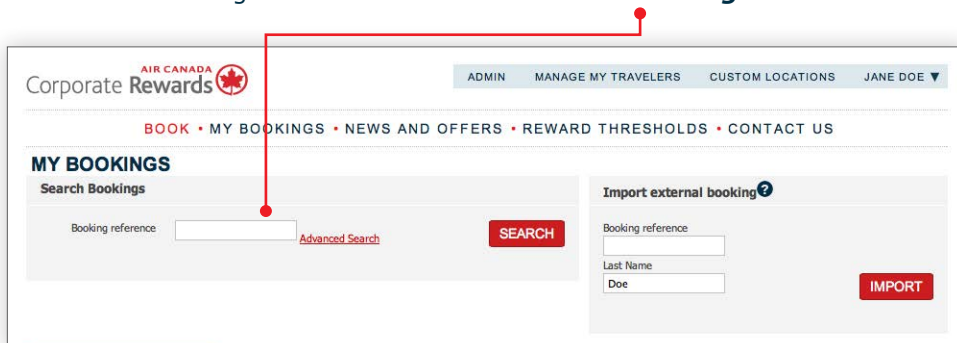 AIR CANADA
Corporate Rewards
ADMIN MANAGE MY TRAVELERS CUSTOM LOCATIONS JANE DOE ▼
BOOK • MY BOOKINGS • NEWS AND OFFERS • REWARD THRESHOLDS • CONTACT US
MY BOOKINGS
Search Bookings
Booking reference
Advanced Search
SEARCH
Import external booking ?
Booking reference
Last Name
Doe
IMPORT